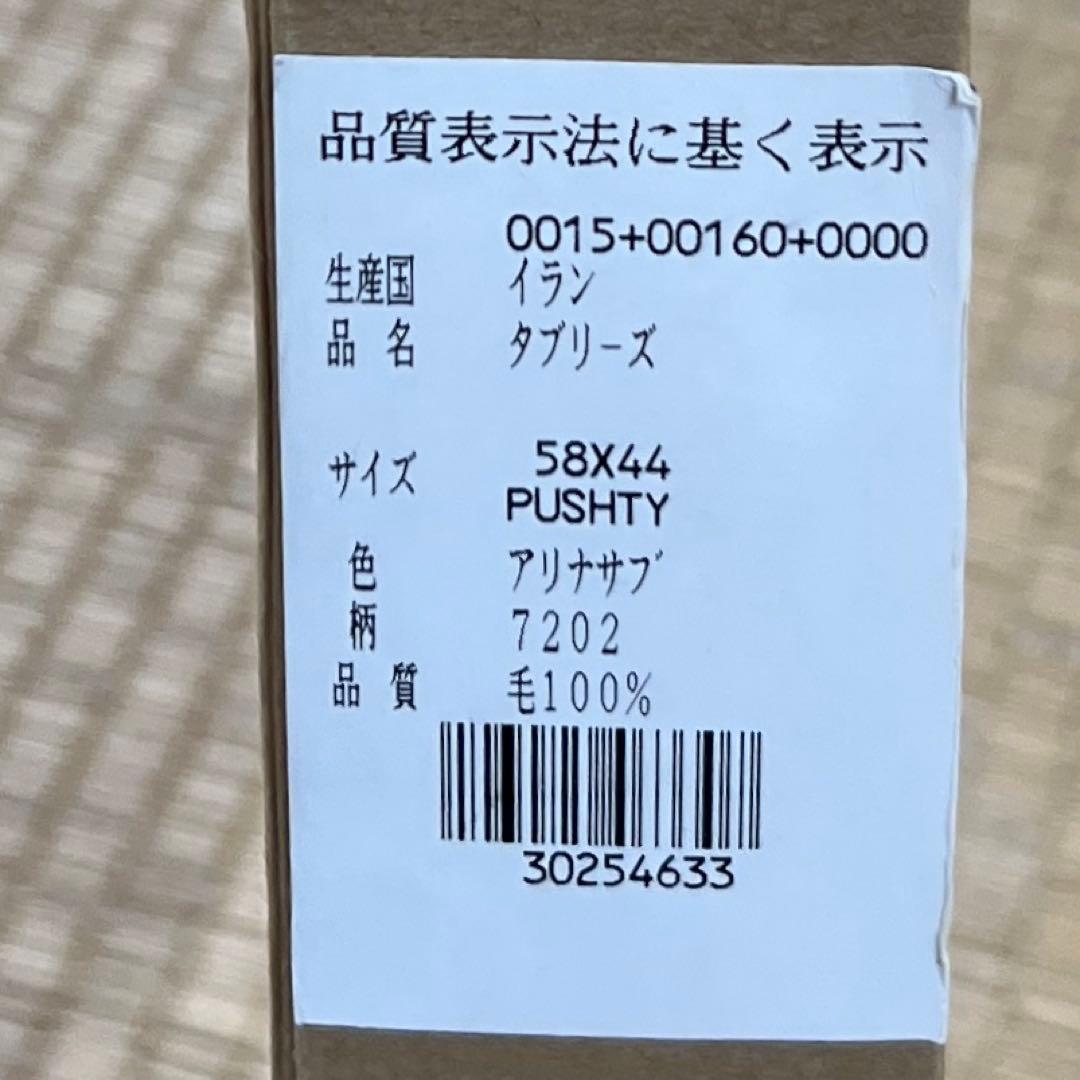 品質表示法に基く表示
0015+00160+0000
生産国 イラン
品 名 タブリーズ
サイズ 58X44
PUSHTY
色 アリナサブ
柄 7202
品 質 毛100%
30254633